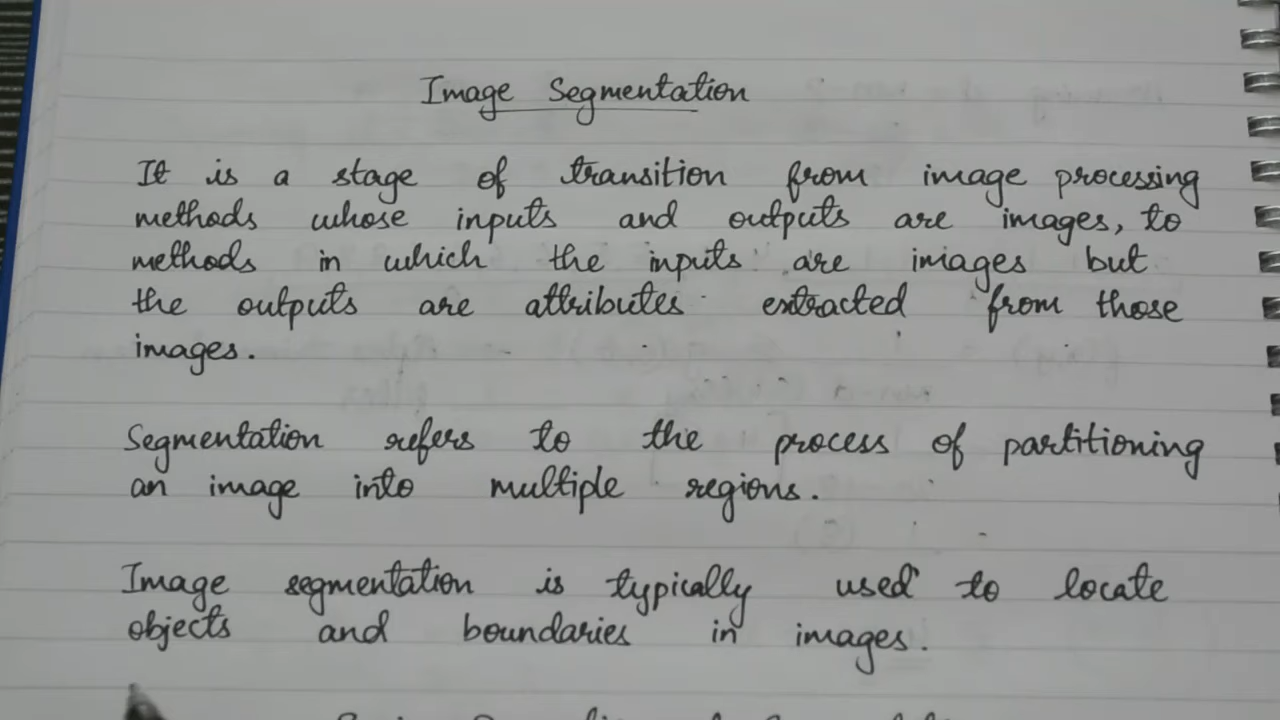 Image Segmentation
It is a stage of transition from image processing
methods whose inputs and outputs are images, to
methods in which the inputs are images but
the outputs are attributes extracted from those
images.
Segmentation refers to the process of partitioning
an image into multiple regions.
Image segmentation is typically used to locate
objects and boundaries in images.